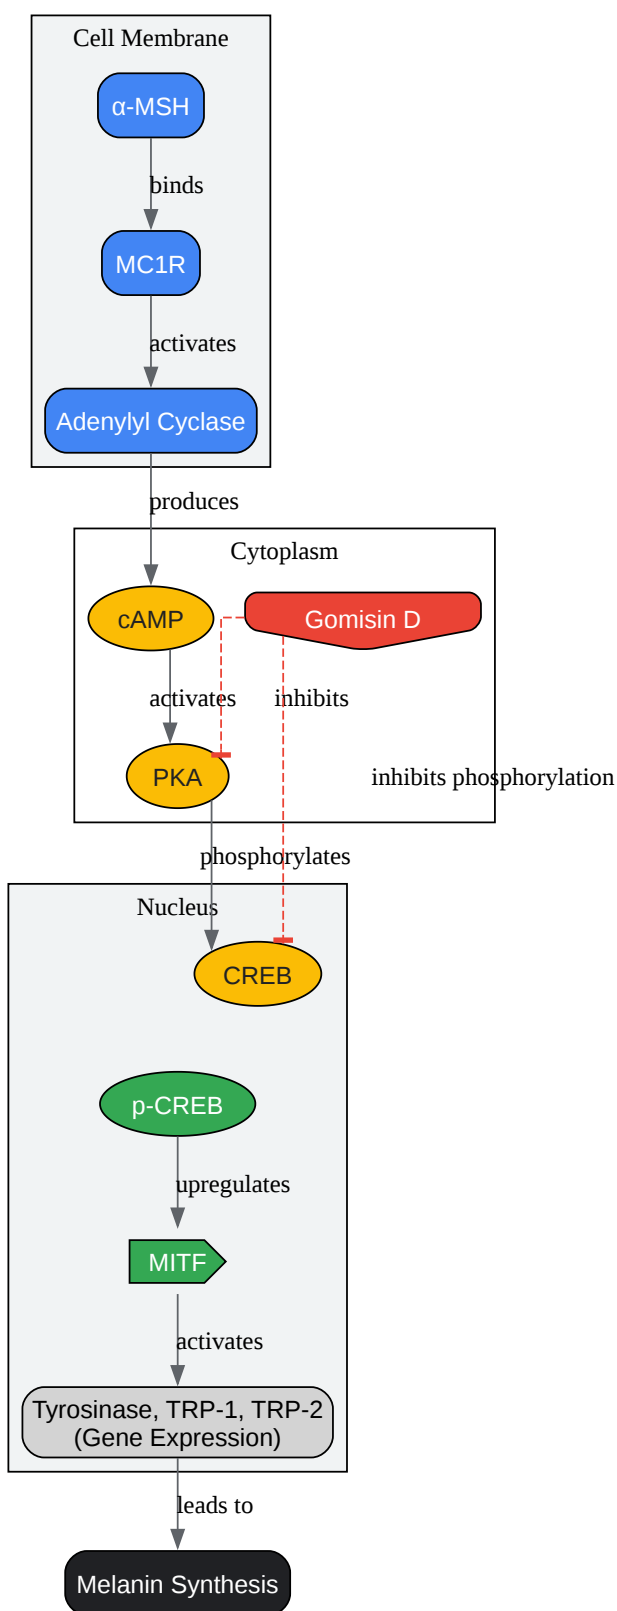 Cell Membrane
α-MSH
binds
MC1R
activates
Adenylyl Cyclase
produces
Cytoplasm
cAMP
Gomisin D
activates
inhibits
PKA
inhibits phosphorylation
phosphorylates
Nucleus
CREB
p-CREB
upregulates
MITF
activates
Tyrosinase, TRP-1, TRP-2
(Gene Expression)
leads to
Melanin Synthesis